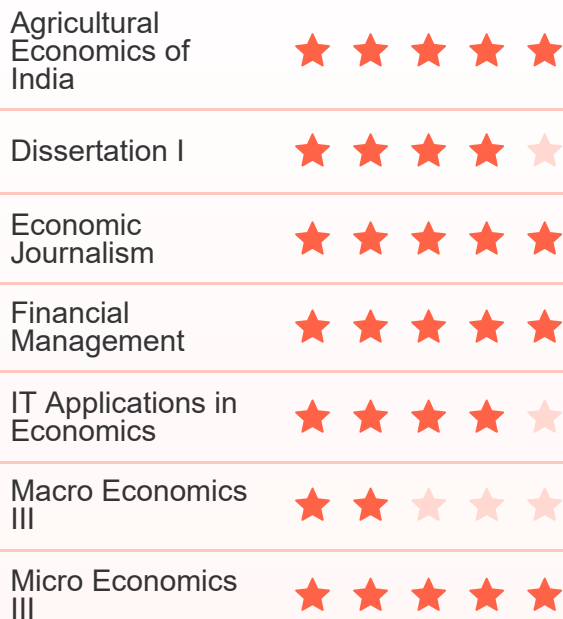 Agricultural
Economics of
India
Dissertation I
Economic
Journalism
Financial
Management
IT Applications in
Economics
Macro Economics
III
Micro Economics
III